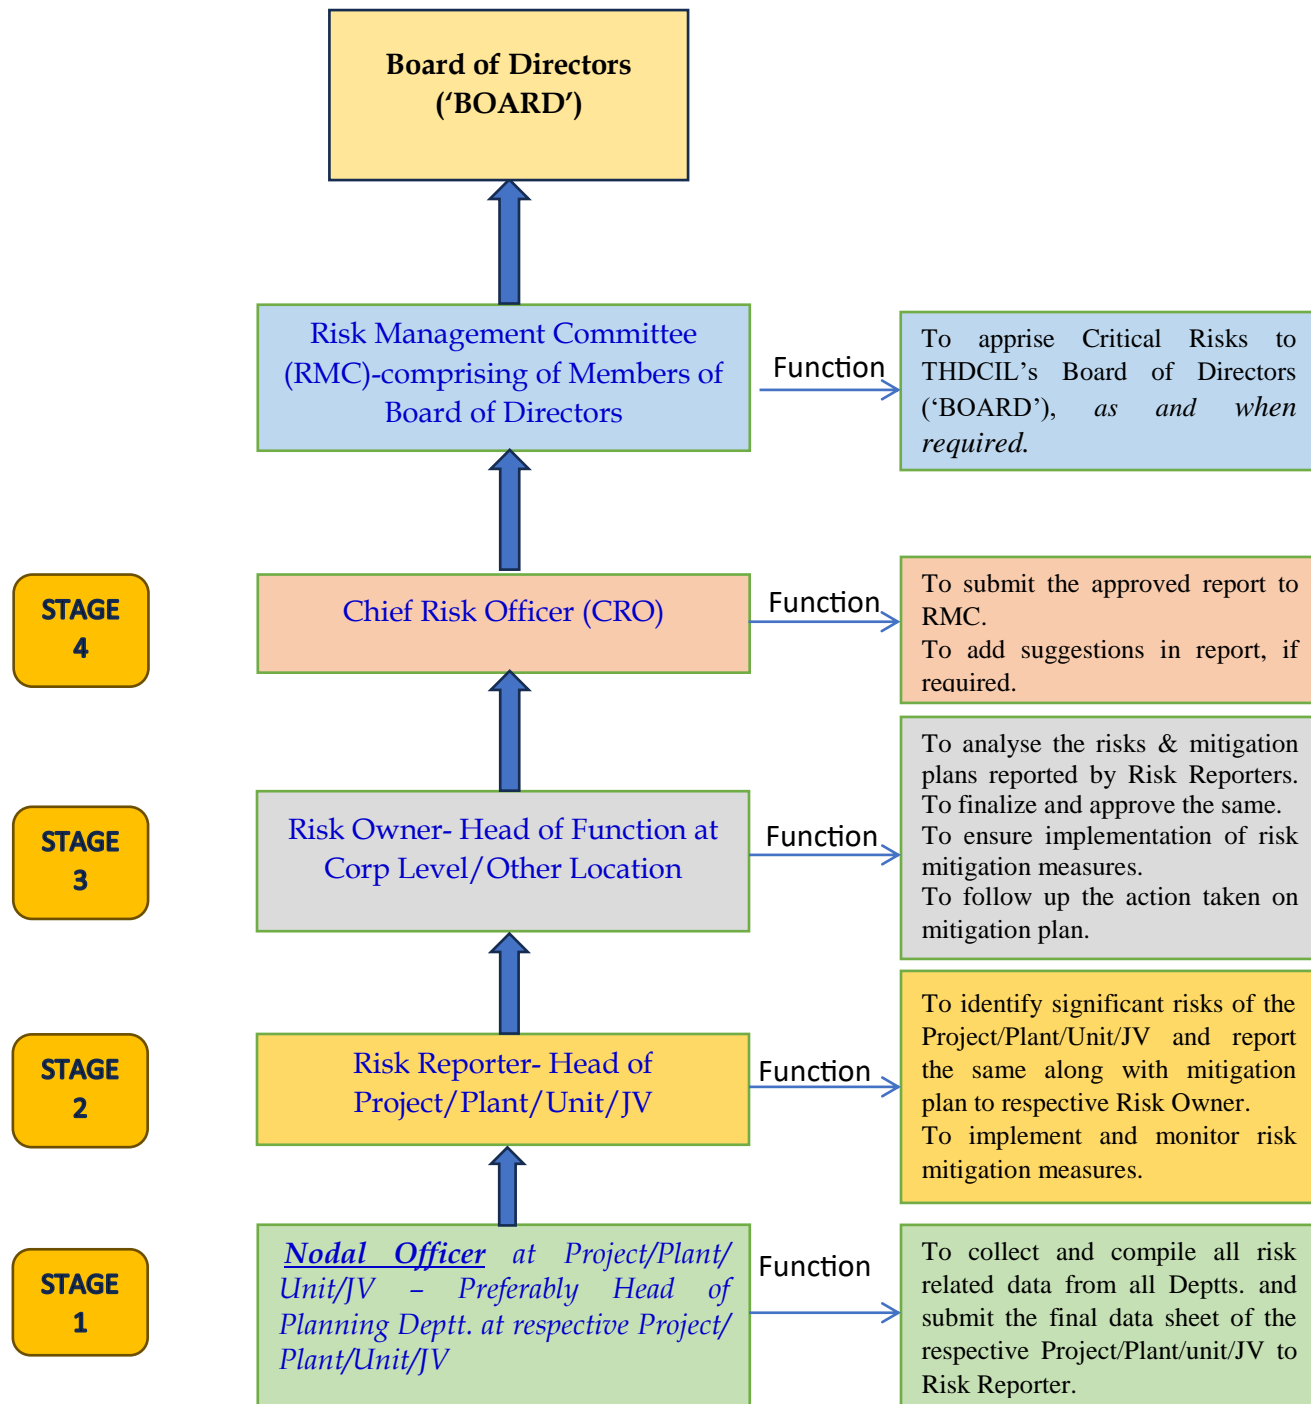 Board of Directors
(‘BOARD’)
Risk Management Committee
(RMC)-comprising of Members of
Board of Directors
Function
To apprise Critical Risks to
THDCIL’s Board of Directors
(‘BOARD’), as and when
required.
STAGE
4
Chief Risk Officer (CRO)
Function
To submit the approved report to
RMC.
To add suggestions in report, if
required.
STAGE
3
Risk Owner- Head of Function at
Corp Level/Other Location
Function
To analyse the risks & mitigation
plans reported by Risk Reporters.
To finalize and approve the same.
To ensure implementation of risk
mitigation measures.
To follow up the action taken on
mitigation plan.
STAGE
2
Risk Reporter- Head of
Project/Plant/Unit/JV
Function
To identify significant risks of the
Project/Plant/Unit/JV and report
the same along with mitigation
plan to respective Risk Owner.
To implement and monitor risk
mitigation measures.
STAGE
1
Nodal Officer at Project/Plant/
Unit/JV – Preferably Head of
Planning Deptt. at respective Project/
Plant/Unit/JV
Function
To collect and compile all risk
related data from all Deptts. and
submit the final data sheet of the
respective Project/Plant/unit/JV to
Risk Reporter.